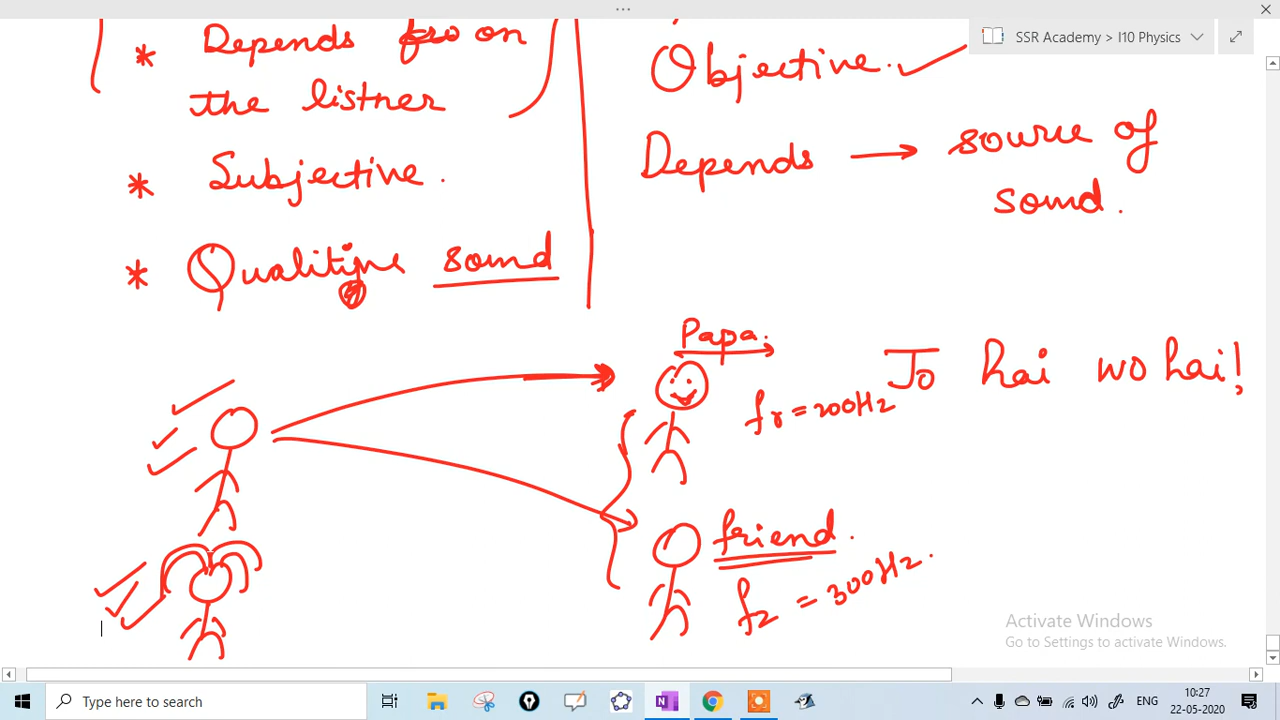 SSR Academy > I10 Physics
* Depends fro on
the listner
* Subjective.
* Qualitive sound
Objective.
Depends → source of
sound.
Papa.
f1 = 200Hz
Jo hai wo hai!
friend.
f2 = 300Hz.
Activate Windows
Go to Settings to activate Windows.
Type here to search
ENG
10:27
22-05-2020